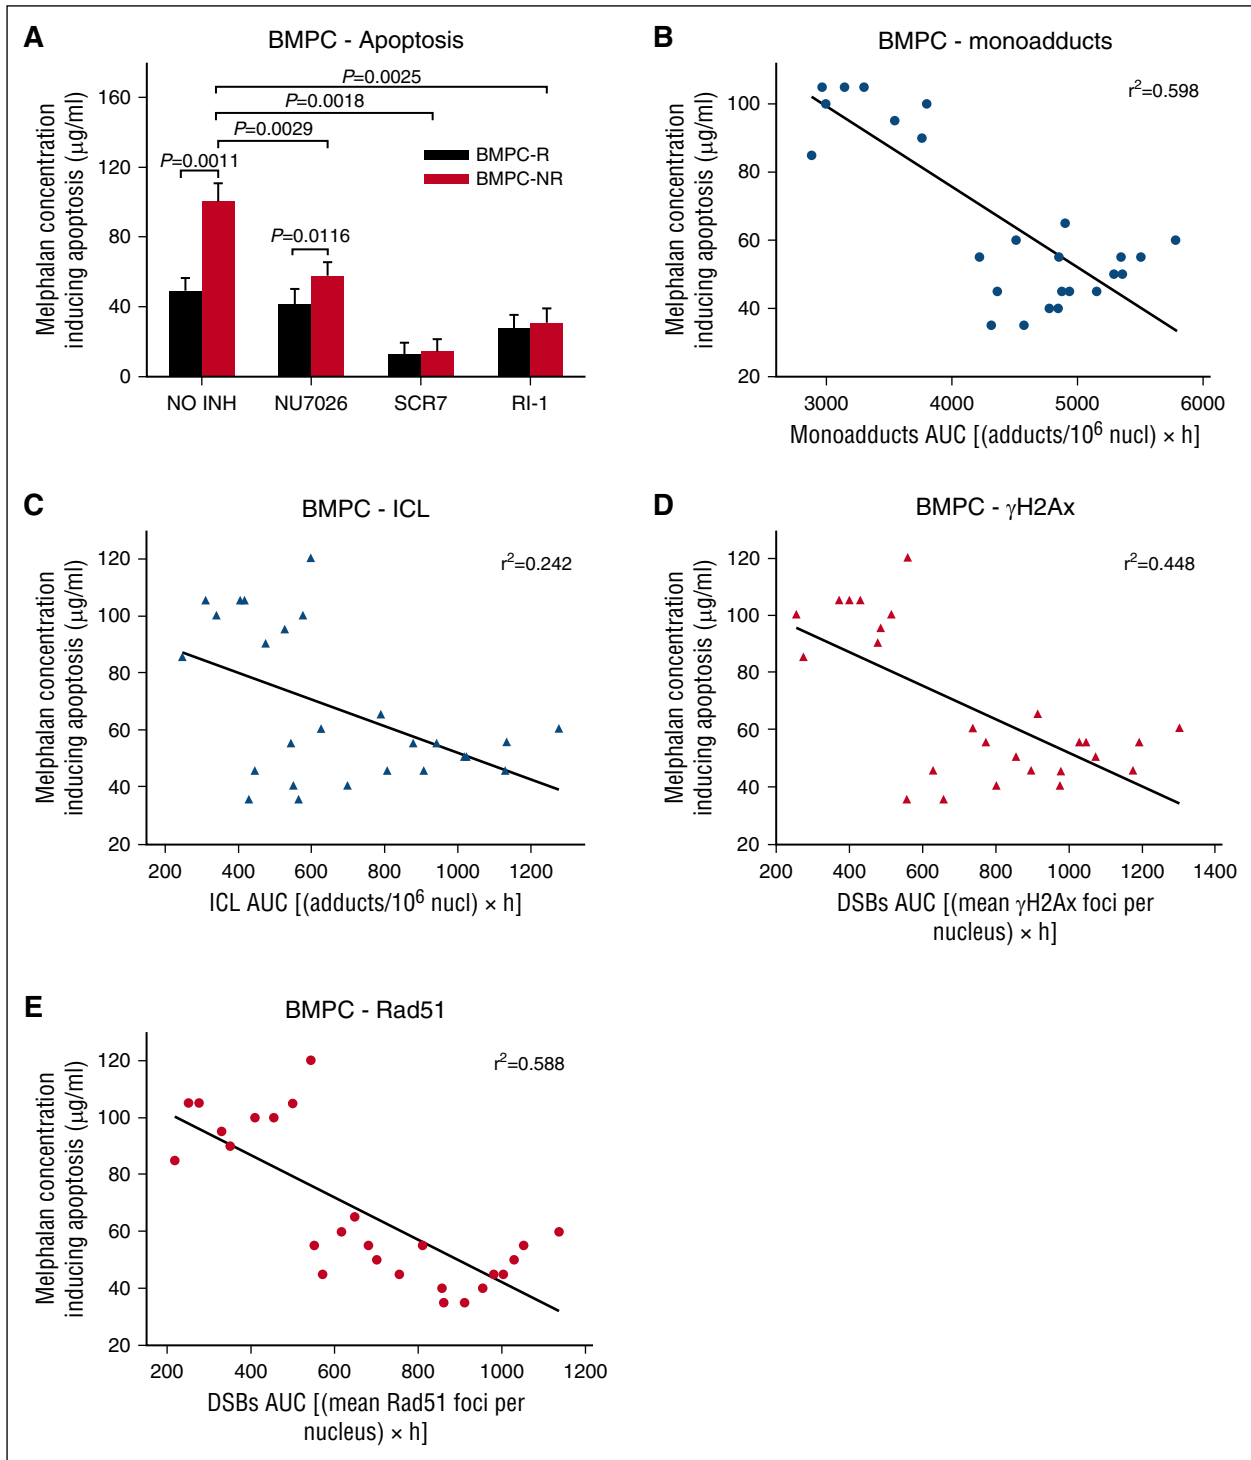 A
BMPC - Apoptosis
Melphalan concentration
inducing apoptosis (μg/ml)
160
120
80
40
0
P=0.0025
P=0.0018
P=0.0029
P=0.0011
P=0.0116
BMPC-R
BMPC-NR
NO INH
NU7026
SCR7
RI-1
B
BMPC - monoadducts
r²=0.598
Melphalan concentration
inducing apoptosis (μg/ml)
100
80
60
40
20
3000
4000
5000
6000
Monoadducts AUC [(adducts/10⁶ nucl) × h]
C
BMPC - ICL
r²=0.242
Melphalan concentration
inducing apoptosis (μg/ml)
120
100
80
60
40
20
200
400
600
800
1000
1200
ICL AUC [(adducts/10⁶ nucl) × h]
D
BMPC - γH2Ax
r²=0.448
Melphalan concentration
inducing apoptosis (μg/ml)
120
100
80
60
40
20
200
400
600
800
1000
1200
1400
DSBs AUC [(mean γH2Ax foci per
nucleus) × h]
E
BMPC - Rad51
r²=0.588
Melphalan concentration
inducing apoptosis (μg/ml)
120
100
80
60
40
20
200
400
600
800
1000
1200
DSBs AUC [(mean Rad51 foci per
nucleus) × h]